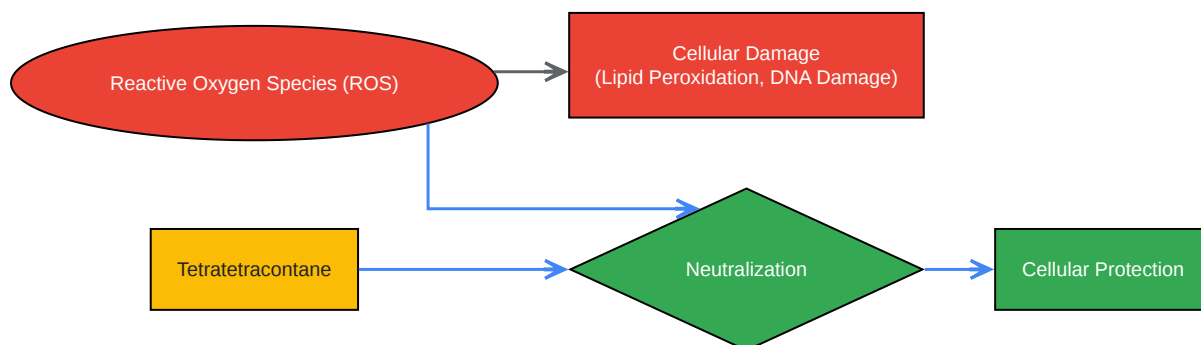 Reactive Oxygen Species (ROS)
Cellular Damage
(Lipid Peroxidation, DNA Damage)
Tetratetracontane
Neutralization
Cellular Protection